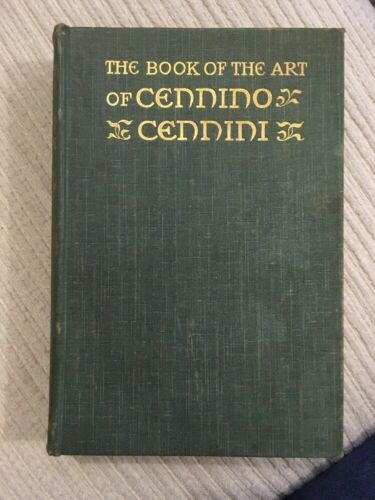 THE BOOK OF THE ART
OF CENNINO
CENNINI